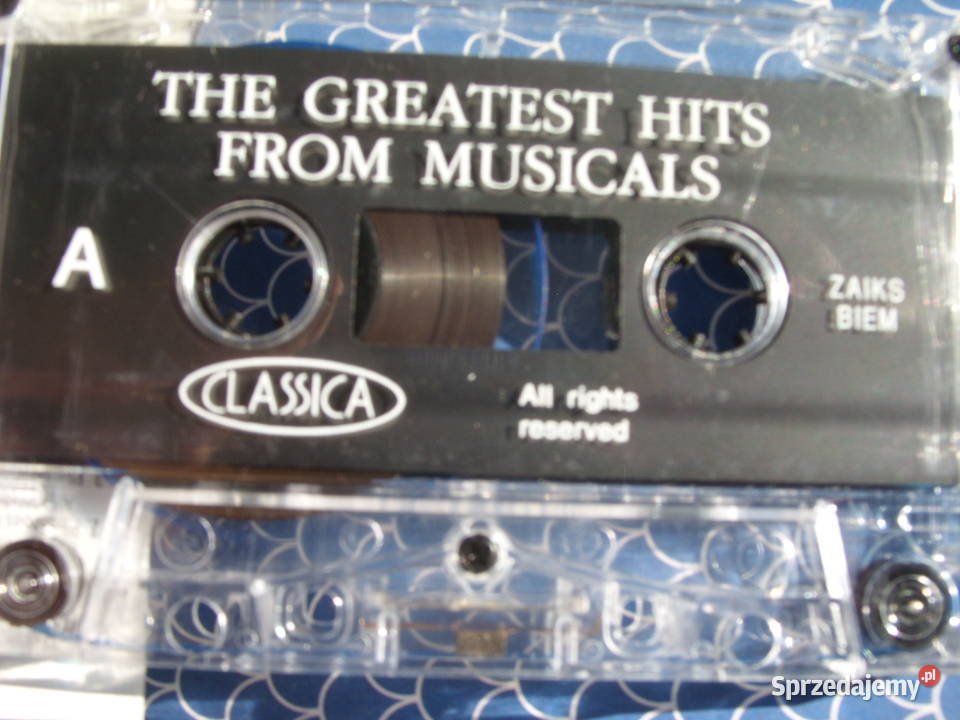 THE GREATEST HITS
FROM MUSICALS
A
ZAIKS
BIEM
CLASSICA
All rights
reserved
Sprzedajemy.pl